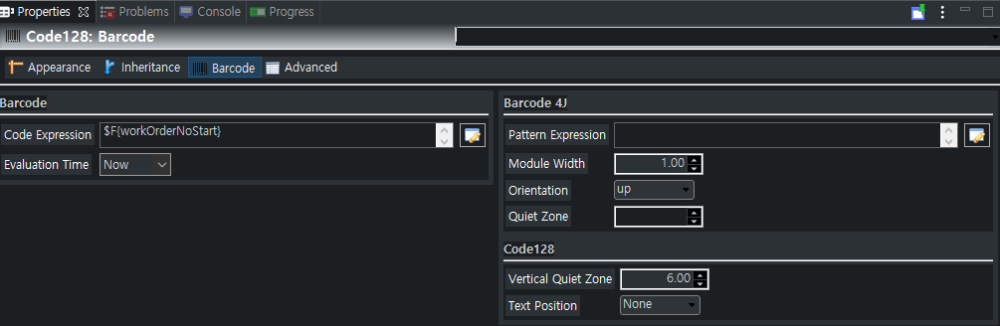 Properties Problems Console Progress
Code128: Barcode
Appearance Inheritance Barcode Advanced
Barcode
Code Expression $F{workOrderNoStart}
Evaluation Time Now
Barcode 4J
Pattern Expression
Module Width 1.00
Orientation up
Quiet Zone
Code128
Vertical Quiet Zone 6.00
Text Position None